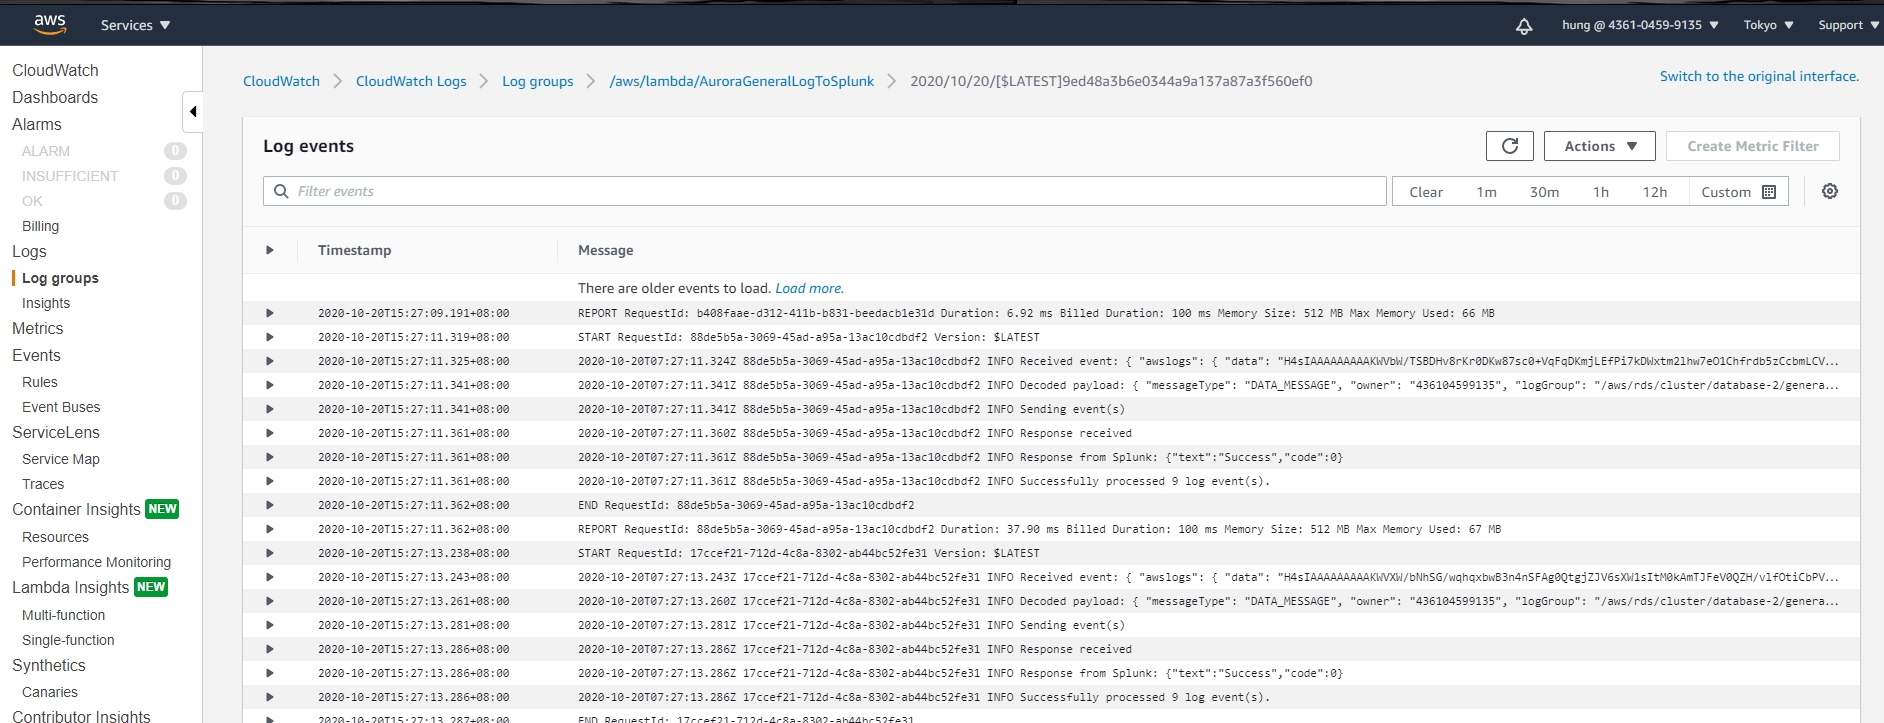 aws Services hung @ 4361-0459-9135 Tokyo Support
CloudWatch
Dashboards
Alarms
ALARM 0
INSUFFICIENT 0
OK 0
Billing
Logs
Log groups
Insights
Metrics
Events
Rules
Event Buses
ServiceLens
Service Map
Traces
Container Insights NEW
Resources
Performance Monitoring
Lambda Insights NEW
Multi-function
Single-function
Synthetics
Canaries
Contributor Insights
CloudWatch CloudWatch Logs Log groups /aws/lambda/AuroraGeneralLogToSplunk 2020/10/20/[$LATEST]9ed48a3b6e0344a9a137a87a3f560ef0
Switch to the original interface.
Log events
Actions Create Metric Filter
Filter events
Clear 1m 30m 1h 12h Custom
Timestamp Message
There are older events to load. Load more.
2020-10-20T15:27:09.191+08:00 REPORT RequestId: b408faae-d312-411b-b831-beedacb1e31d Duration: 6.92 ms Billed Duration: 100 ms Memory Size: 512 MB Max Memory Used: 66 MB
2020-10-20T15:27:11.319+08:00 START RequestId: 88de5b5a-3069-45ad-a95a-13ac10cdbdf2 Version: $LATEST
2020-10-20T15:27:11.325+08:00 2020-10-20T07:27:11.324Z 88de5b5a-3069-45ad-a95a-13ac10cdbdf2 INFO Received event: { "awslogs": { "data": "H4sIAAAAAAAAAKWVbW/TSBDHv8rKr0DKw87sc0+VqFqDKmjLEfPi7kDWxtm2lhw7eO1Chfrdb5zCcbmLCV...
2020-10-20T15:27:11.341+08:00 2020-10-20T07:27:11.341Z 88de5b5a-3069-45ad-a95a-13ac10cdbdf2 INFO Decoded payload: { "messageType": "DATA_MESSAGE", "owner": "436104599135", "logGroup": "/aws/rds/cluster/database-2/genera...
2020-10-20T15:27:11.341+08:00 2020-10-20T07:27:11.341Z 88de5b5a-3069-45ad-a95a-13ac10cdbdf2 INFO Sending event(s)
2020-10-20T15:27:11.361+08:00 2020-10-20T07:27:11.360Z 88de5b5a-3069-45ad-a95a-13ac10cdbdf2 INFO Response received
2020-10-20T15:27:11.361+08:00 2020-10-20T07:27:11.361Z 88de5b5a-3069-45ad-a95a-13ac10cdbdf2 INFO Response from Splunk: {"text":"Success","code":0}
2020-10-20T15:27:11.361+08:00 2020-10-20T07:27:11.361Z 88de5b5a-3069-45ad-a95a-13ac10cdbdf2 INFO Successfully processed 9 log event(s).
2020-10-20T15:27:11.362+08:00 END RequestId: 88de5b5a-3069-45ad-a95a-13ac10cdbdf2
2020-10-20T15:27:11.362+08:00 REPORT RequestId: 88de5b5a-3069-45ad-a95a-13ac10cdbdf2 Duration: 37.90 ms Billed Duration: 100 ms Memory Size: 512 MB Max Memory Used: 67 MB
2020-10-20T15:27:13.238+08:00 START RequestId: 17ccef21-712d-4c8a-8302-ab44bc52fe31 Version: $LATEST
2020-10-20T15:27:13.243+08:00 2020-10-20T07:27:13.243Z 17ccef21-712d-4c8a-8302-ab44bc52fe31 INFO Received event: { "awslogs": { "data": "H4sIAAAAAAAAAKWVXW/bNhSG/wqhqxbwB3n4nSFAg0QtgjZJV6sXW1sItM0kAmTJFeV0QZH/vlfOtiCbPV...
2020-10-20T15:27:13.261+08:00 2020-10-20T07:27:13.260Z 17ccef21-712d-4c8a-8302-ab44bc52fe31 INFO Decoded payload: { "messageType": "DATA_MESSAGE", "owner": "436104599135", "logGroup": "/aws/rds/cluster/database-2/genera...
2020-10-20T15:27:13.281+08:00 2020-10-20T07:27:13.281Z 17ccef21-712d-4c8a-8302-ab44bc52fe31 INFO Sending event(s)
2020-10-20T15:27:13.286+08:00 2020-10-20T07:27:13.286Z 17ccef21-712d-4c8a-8302-ab44bc52fe31 INFO Response received
2020-10-20T15:27:13.286+08:00 2020-10-20T07:27:13.286Z 17ccef21-712d-4c8a-8302-ab44bc52fe31 INFO Response from Splunk: {"text":"Success","code":0}
2020-10-20T15:27:13.286+08:00 2020-10-20T07:27:13.286Z 17ccef21-712d-4c8a-8302-ab44bc52fe31 INFO Successfully processed 9 log event(s).
2020-10-20T15:27:13.287+08:00 END RequestId: 17ccef21-712d-4c8a-8302-ab44bc52fe31